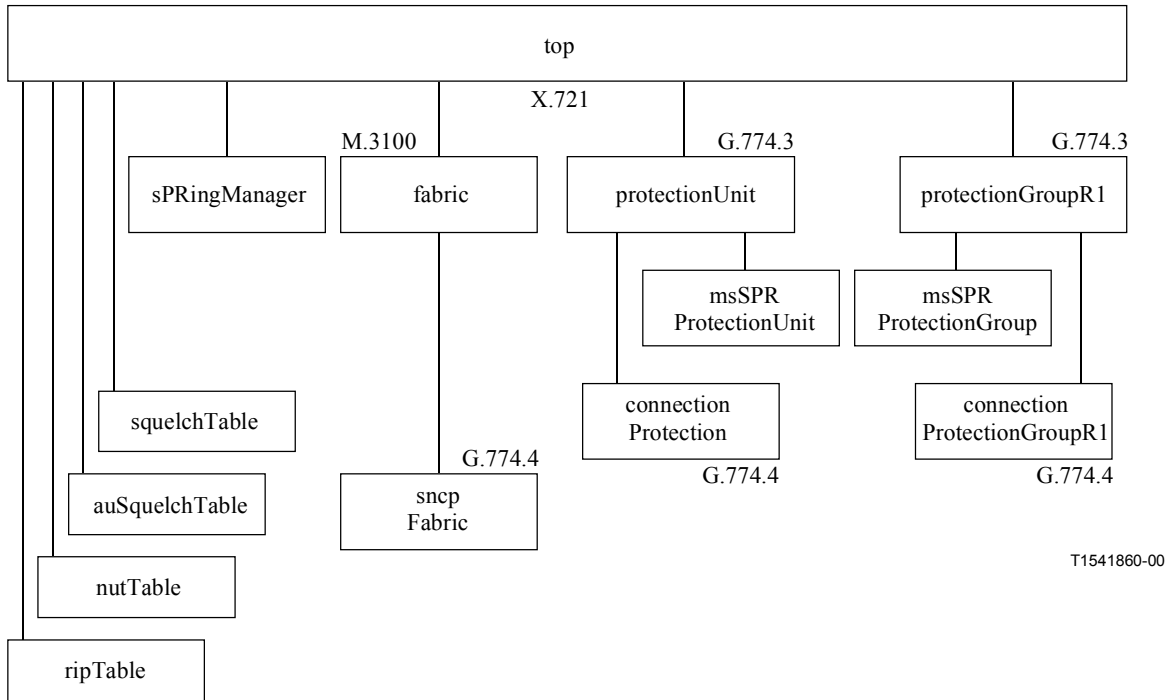 top
X.721
M.3100
G.774.3
G.774.3
sPRingManager
fabric
protectionUnit
protectionGroupR1
msSPR
ProtectionUnit
msSPR
ProtectionGroup
squelchTable
connection
Protection
connection
ProtectionGroupR1
G.774.4
G.774.4
G.774.4
auSquelchTable
sncp
Fabric
T1541860-00
nutTable
ripTable